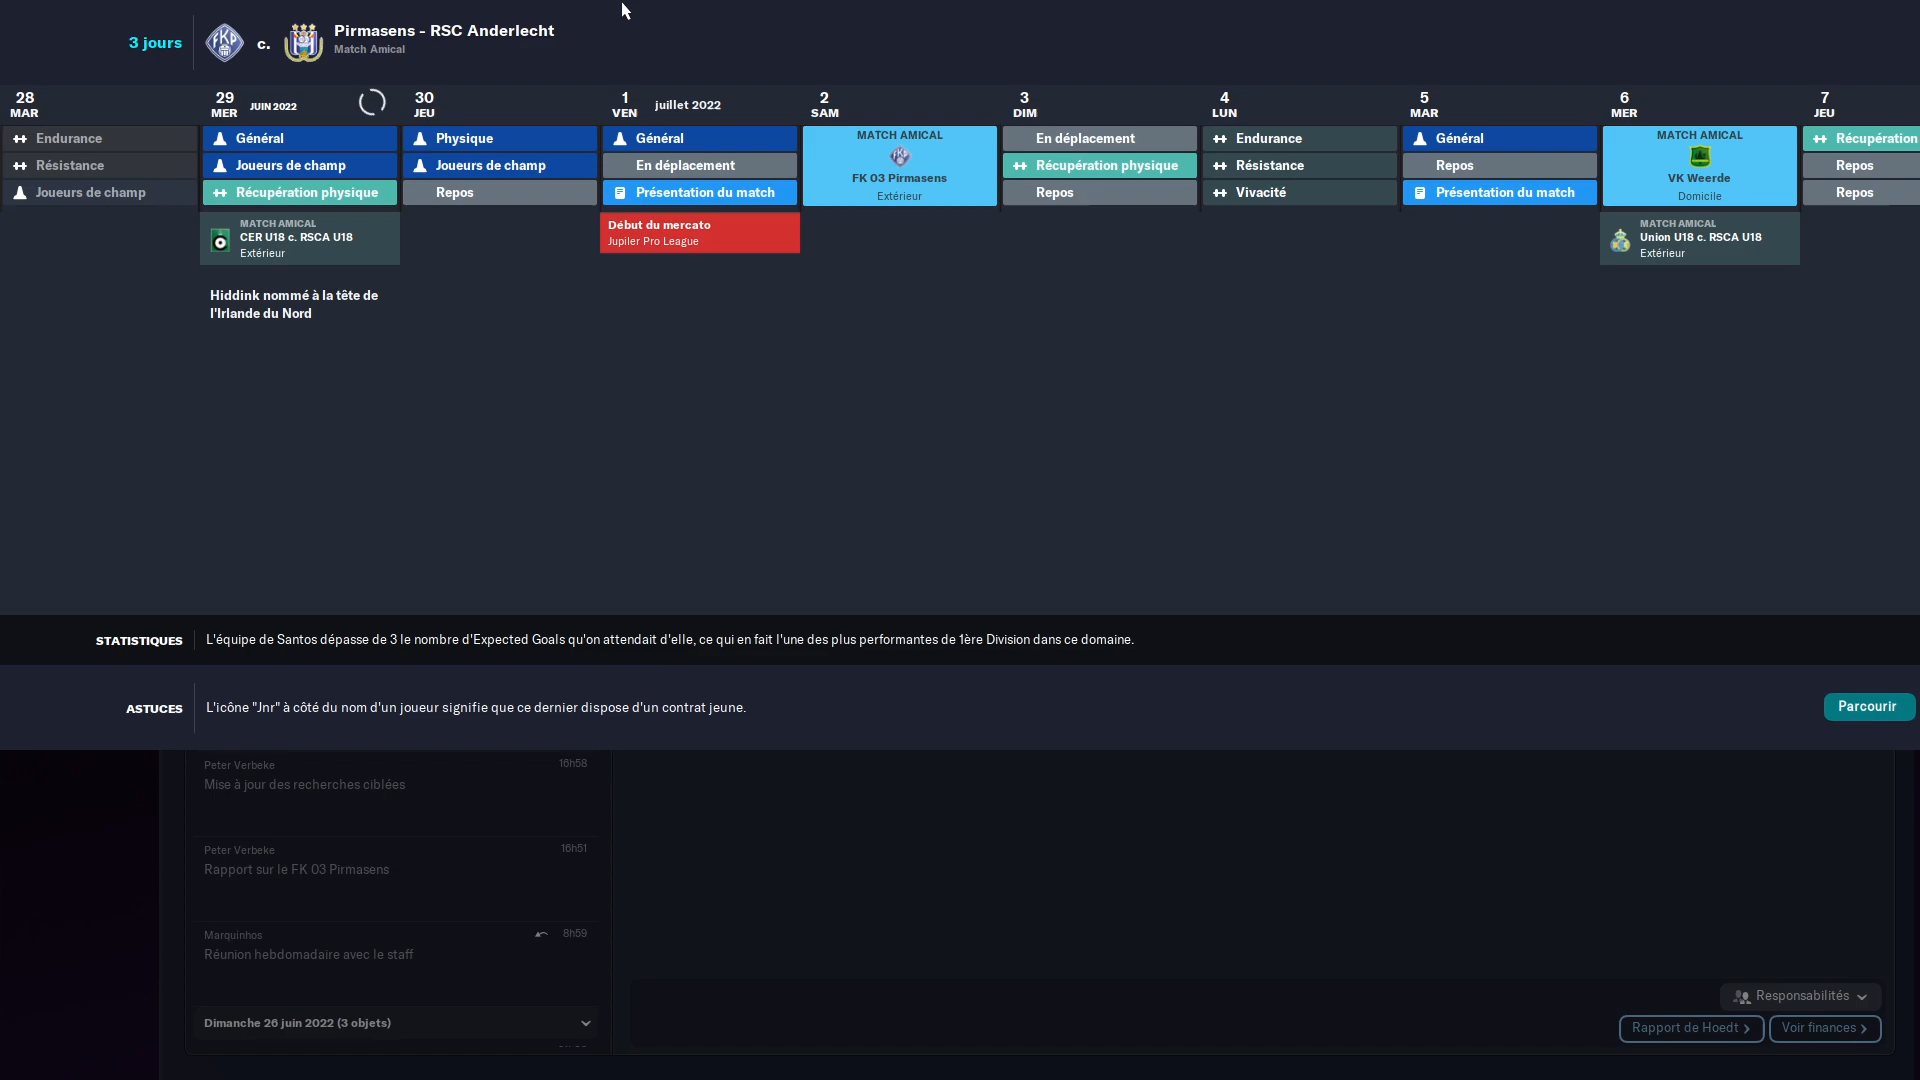 3 jours
c.
Pirmasens - RSC Anderlecht
Match Amical
28
MAR
29
MER
JUIN 2022
30
JEU
1
VEN
juillet 2022
2
SAM
3
DIM
4
LUN
5
MAR
6
MER
7
JEU
Endurance
Résistance
Joueurs de champ
Général
Joueurs de champ
Récupération physique
MATCH AMICAL
CER U18 c. RSCA U18
Extérieur
Hiddink nommé à la tête de
l'Irlande du Nord
Physique
Joueurs de champ
Repos
Général
En déplacement
Présentation du match
Début du mercato
Jupiler Pro League
MATCH AMICAL
FK 03 Pirmasens
Extérieur
En déplacement
Récupération physique
Repos
Endurance
Résistance
Vivacité
Général
Repos
Présentation du match
MATCH AMICAL
VK Weerde
Domicile
MATCH AMICAL
Union U18 c. RSCA U18
Extérieur
Récupération
Repos
Repos
STATISTIQUES
L'équipe de Santos dépasse de 3 le nombre d'Expected Goals qu'on attendait d'elle, ce qui en fait l'une des plus performantes de 1ère Division dans ce domaine.
ASTUCES
L'icône "Jnr" à côté du nom d'un joueur signifie que ce dernier dispose d'un contrat jeune.
Parcourir
Peter Verbeke
16h58
Mise à jour des recherches ciblées
Peter Verbeke
16h51
Rapport sur le FK 03 Pirmasens
Marquinhos
8h59
Réunion hebdomadaire avec le staff
Dimanche 26 juin 2022 (3 objets)
Responsabilités
Rapport de Hoedt
Voir finances